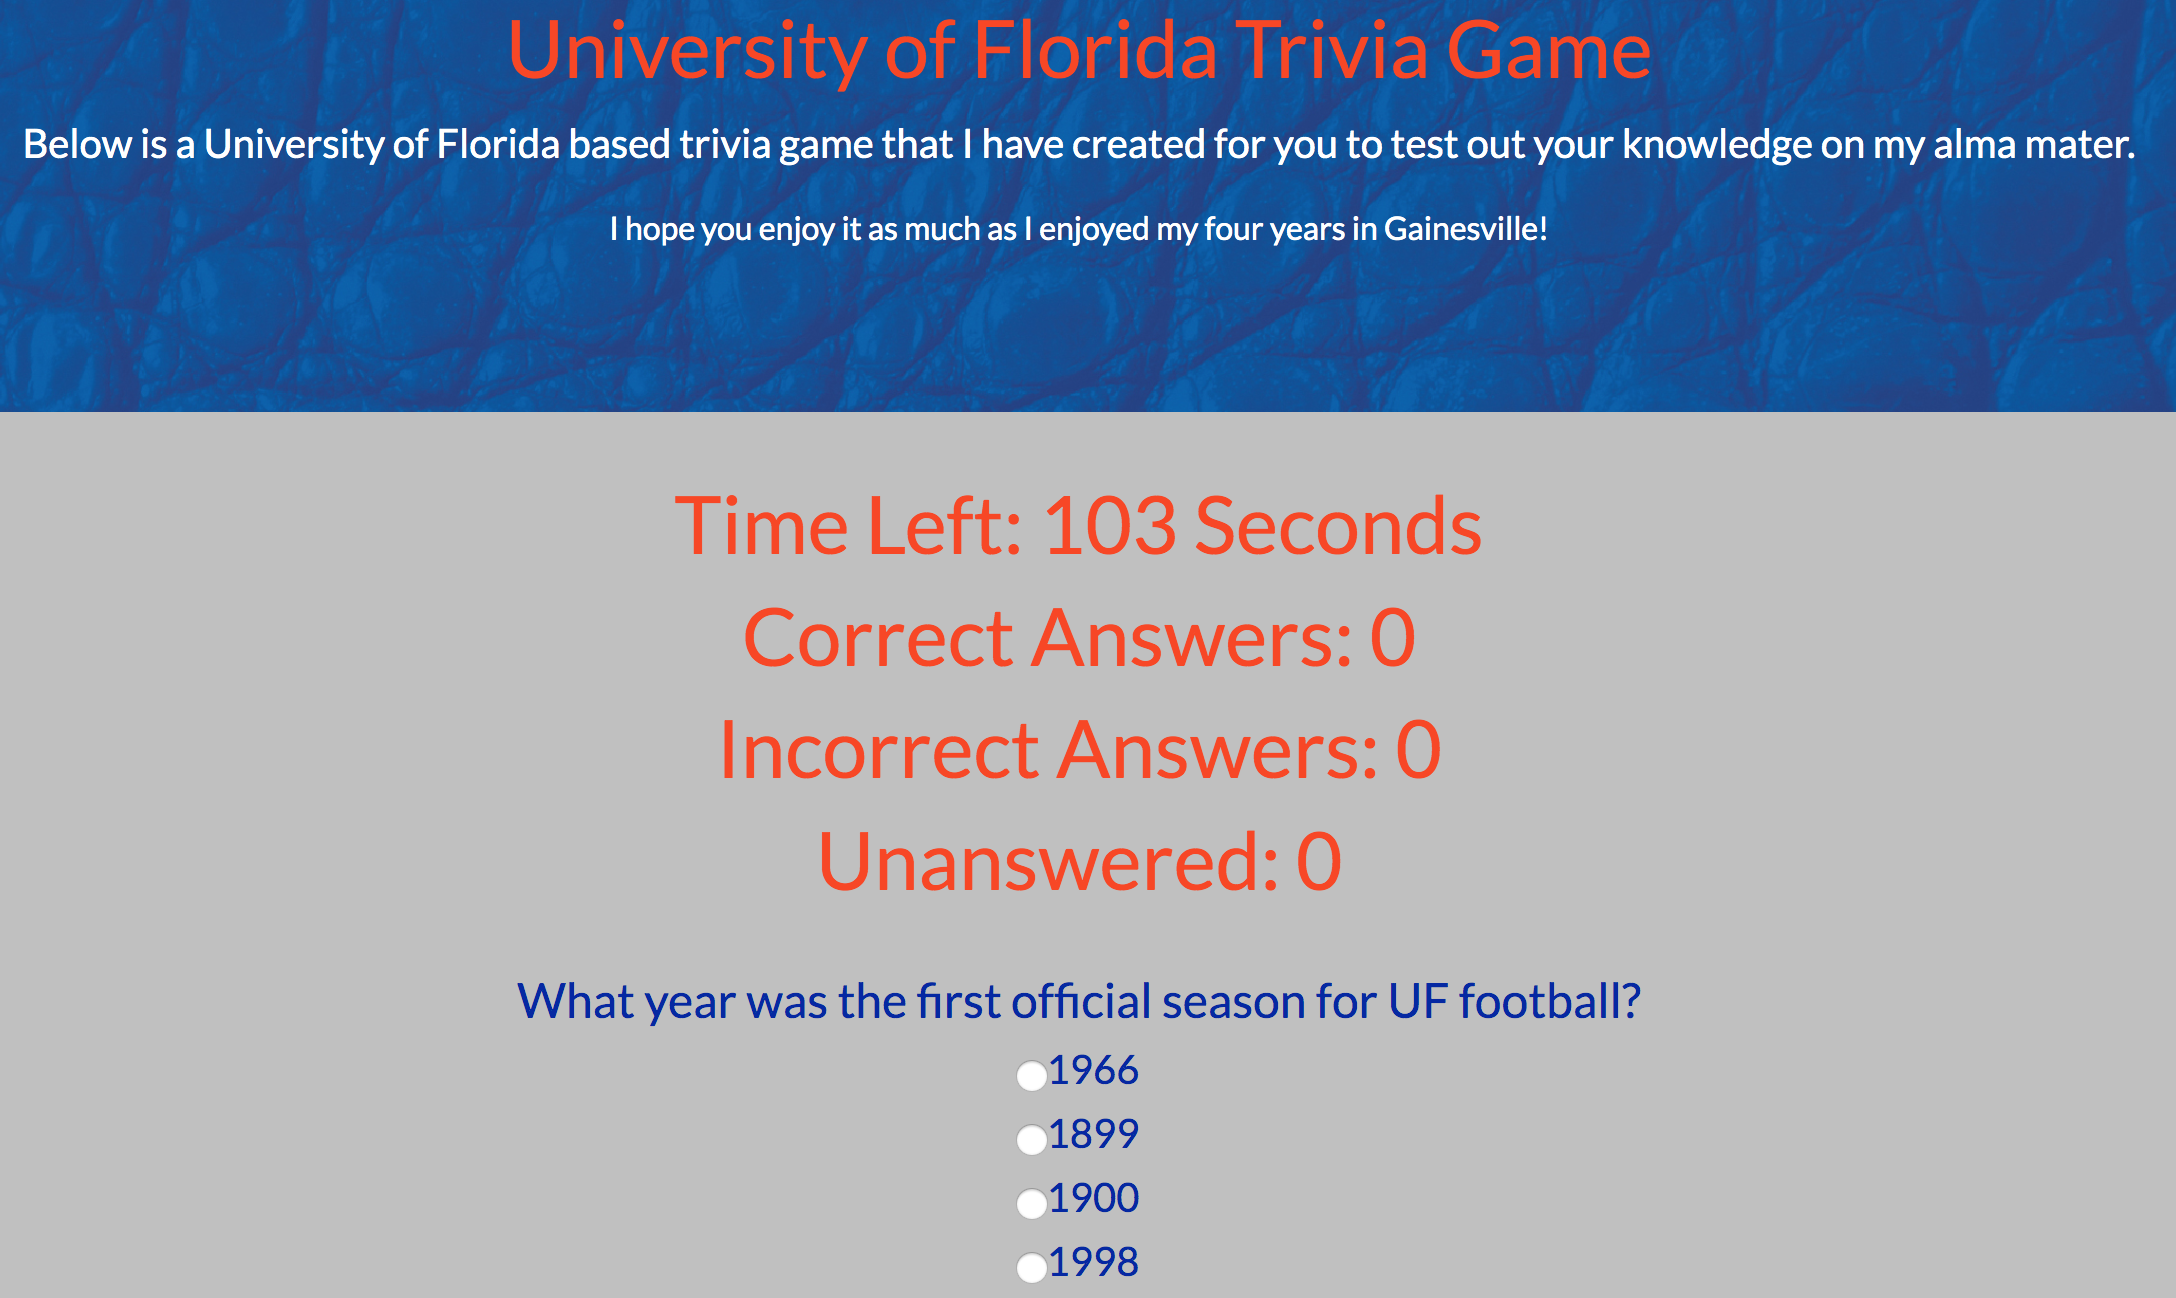 University of Florida Trivia Game
Below is a University of Florida based trivia game that I have created for you to test out your knowledge on my alma mater.
I hope you enjoy it as much as I enjoyed my four years in Gainesville!
Time Left: 103 Seconds
Correct Answers: 0
Incorrect Answers: 0
Unanswered: 0
What year was the first official season for UF football?
1966
1899
1900
1998